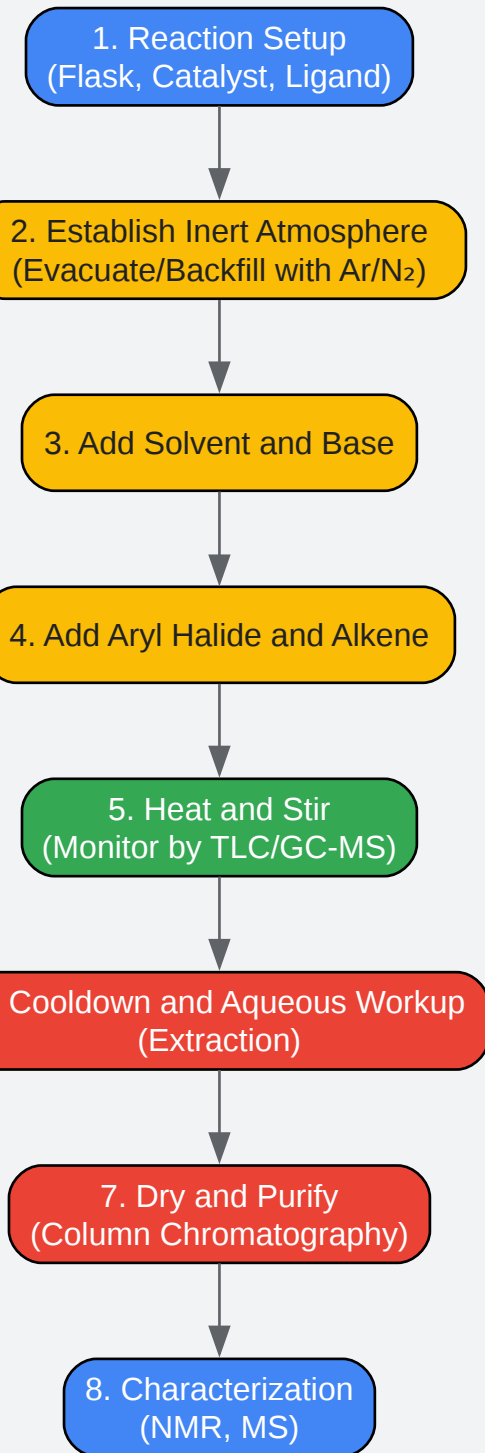 1. Reaction Setup
(Flask, Catalyst, Ligand)
2. Establish Inert Atmosphere
(Evacuate/Backfill with Ar/N₂)
3. Add Solvent and Base
4. Add Aryl Halide and Alkene
5. Heat and Stir
(Monitor by TLC/GC-MS)
Cooldown and Aqueous Workup
(Extraction)
7. Dry and Purify
(Column Chromatography)
8. Characterization
(NMR, MS)